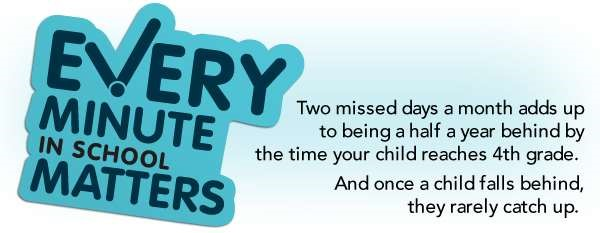 EVERY
MINUTE
IN SCHOOL
MATTERS
Two missed days a month adds up
to being a half a year behind by
the time your child reaches 4th grade.
And once a child falls behind,
they rarely catch up.